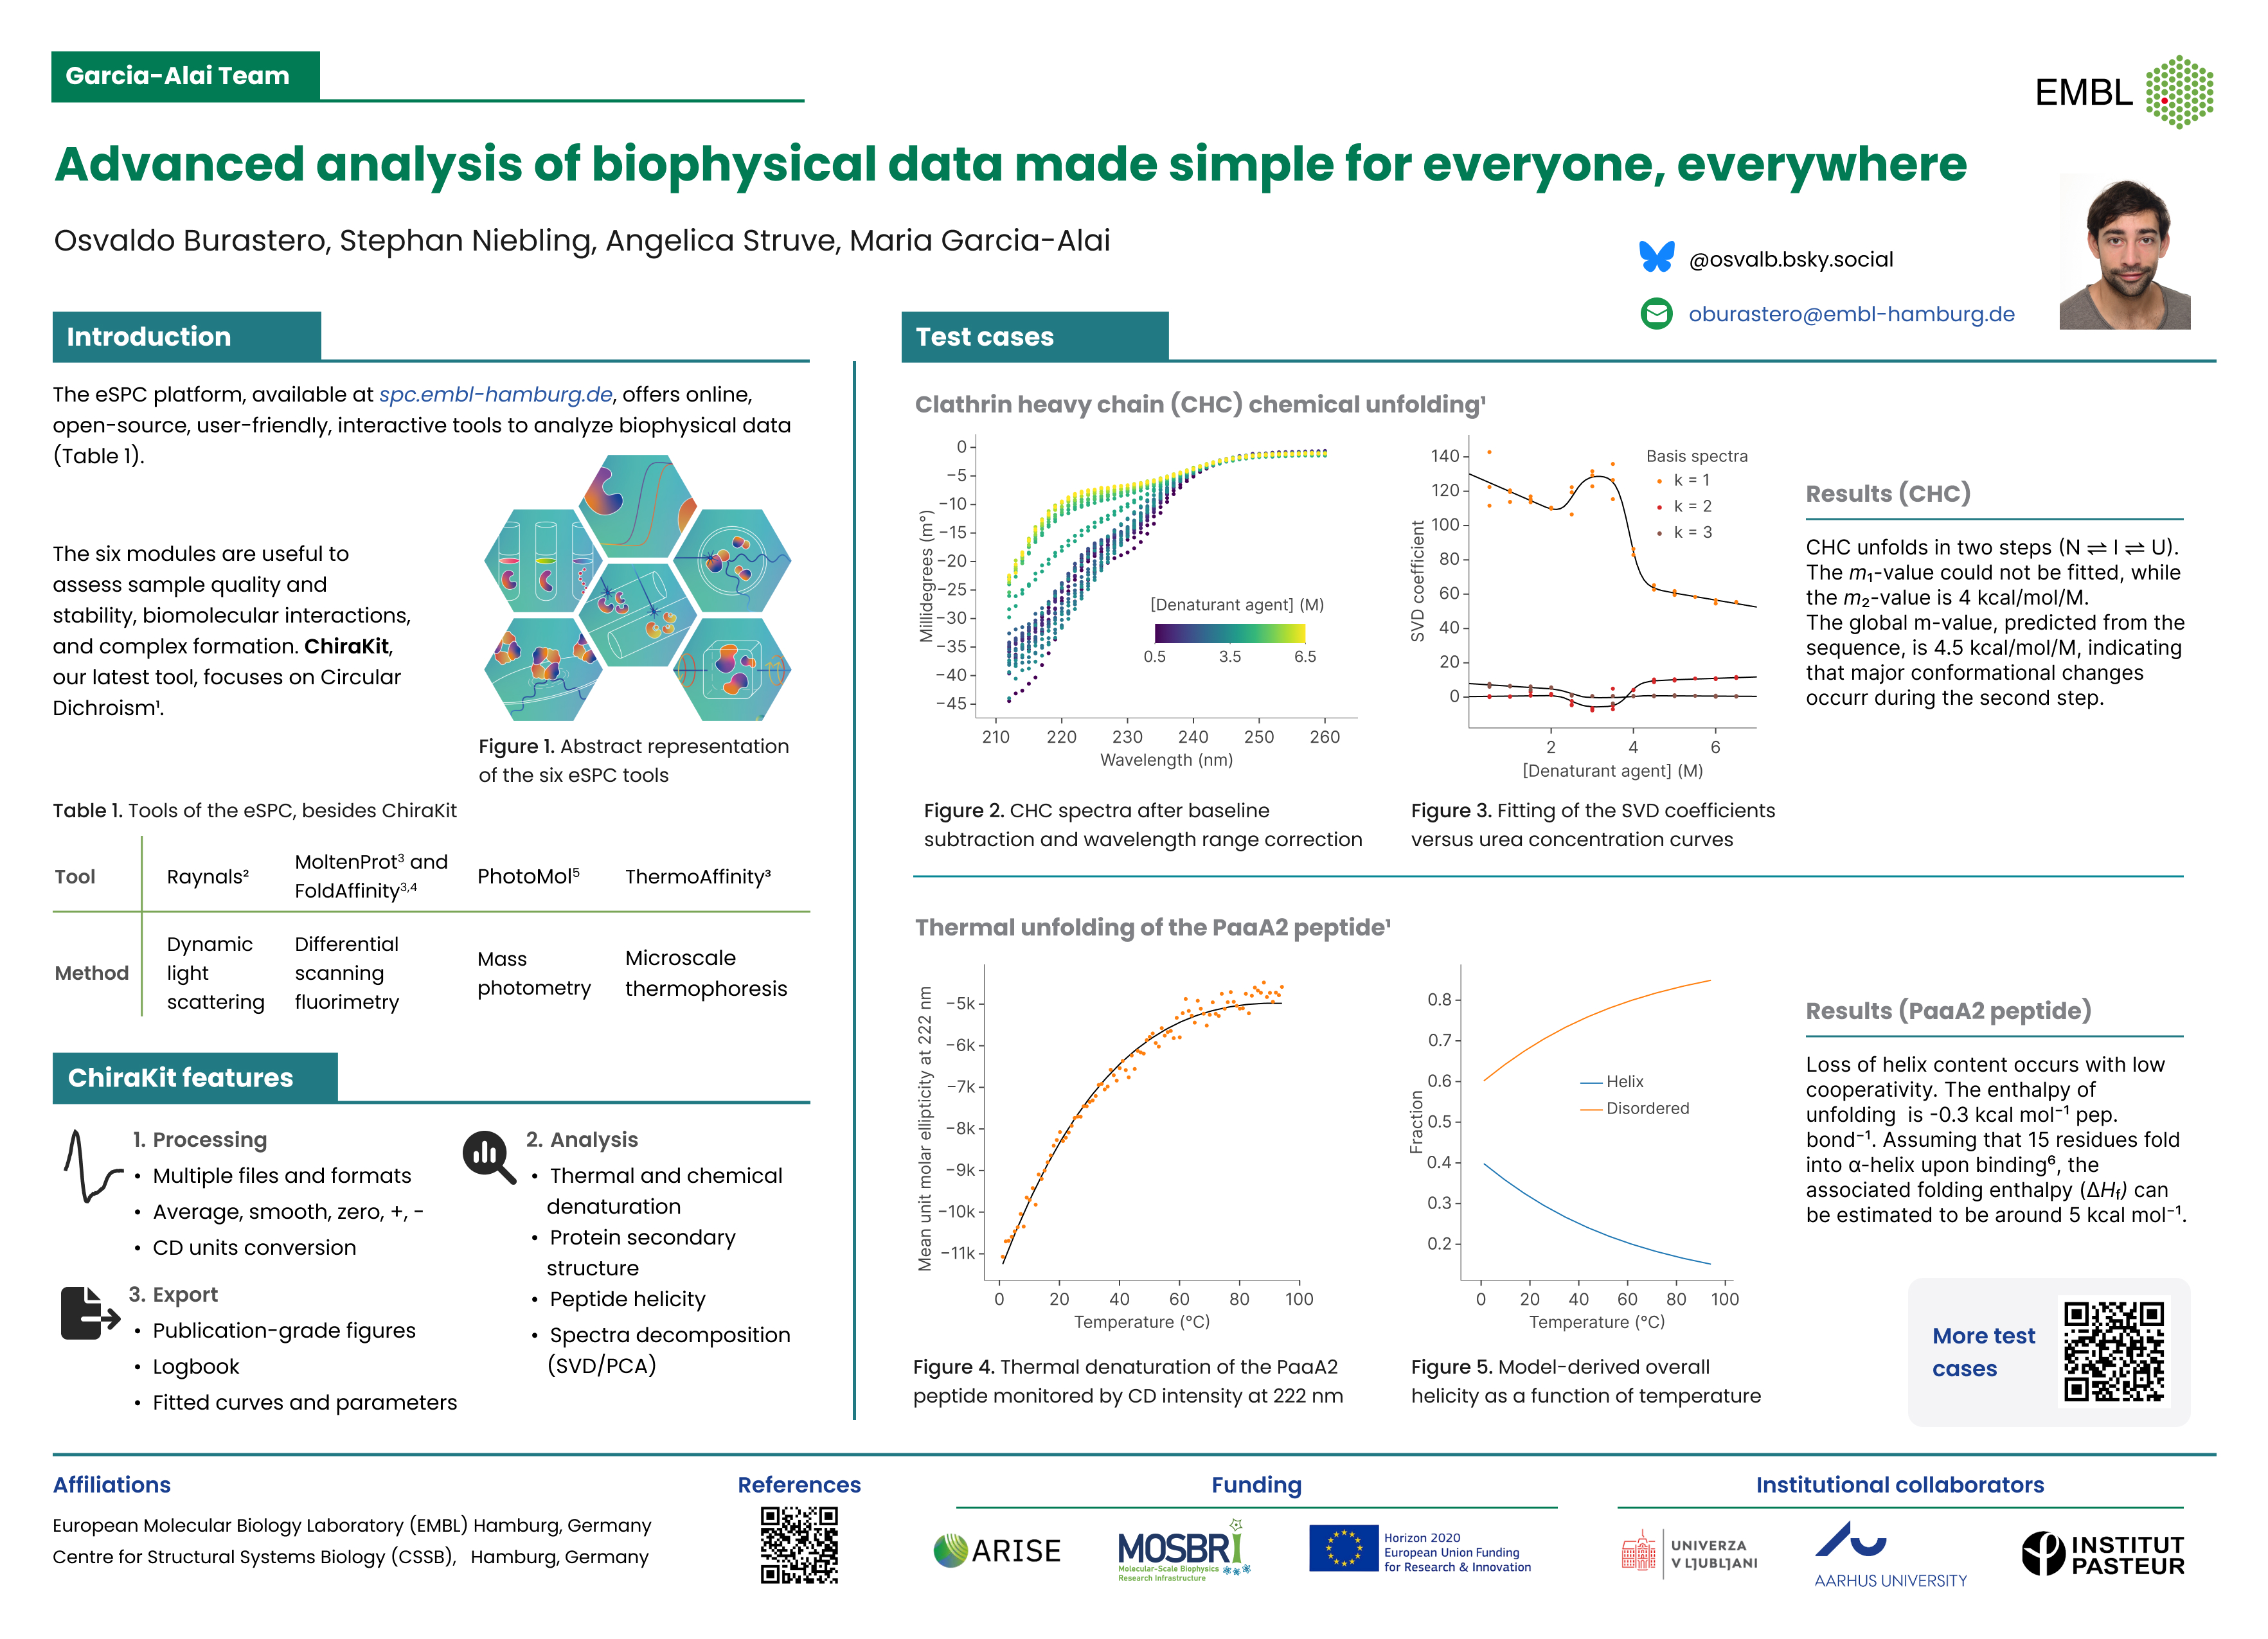 Garcia-Alai Team
EMBL
Advanced analysis of biophysical data made simple for everyone, everywhere
Osvaldo Burastero, Stephan Niebling, Angelica Struve, Maria Garcia-Alai
@osvalb.bsky.social
oburastero@embl-hamburg.de
Introduction
The eSPC platform, available at spc.embl-hamburg.de, offers online,
open-source, user-friendly, interactive tools to analyze biophysical data
(Table 1).
The six modules are useful to
assess sample quality and
stability, biomolecular interactions,
and complex formation. ChiraKit,
our latest tool, focuses on Circular
Dichroism¹.
Figure 1. Abstract representation
of the six eSPC tools
Table 1. Tools of the eSPC, besides ChiraKit
Tool
Raynals²
MoltenProt³ and
FoldAffinity³,⁴
PhotoMol⁵
ThermoAffinity³
Method
Dynamic
light
scattering
Differential
scanning
fluorimetry
Mass
photometry
Microscale
thermophoresis
ChiraKit features
1. Processing
• Multiple files and formats
• Average, smooth, zero, +, -
• CD units conversion
2. Analysis
• Thermal and chemical
denaturation
• Protein secondary
structure
• Peptide helicity
• Spectra decomposition
(SVD/PCA)
3. Export
• Publication-grade figures
• Logbook
• Fitted curves and parameters
Test cases
Clathrin heavy chain (CHC) chemical unfolding¹
Millidegrees (m°)
0
−5
−10
−15
−20
−25
−30
−35
−40
−45
[Denaturant agent] (M)
0.5 3.5 6.5
210 220 230 240 250 260
Wavelength (nm)
Figure 2. CHC spectra after baseline
subtraction and wavelength range correction
SVD coefficient
140
120
100
80
60
40
20
0
Basis spectra
k = 1
k = 2
k = 3
2 4 6
[Denaturant agent] (M)
Figure 3. Fitting of the SVD coefficients
versus urea concentration curves
Results (CHC)
CHC unfolds in two steps (N ⇌ I ⇌ U).
The m₁-value could not be fitted, while
the m₂-value is 4 kcal/mol/M.
The global m-value, predicted from the
sequence, is 4.5 kcal/mol/M, indicating
that major conformational changes
occurr during the second step.
Thermal unfolding of the PaaA2 peptide¹
Mean unit molar ellipticity at 222 nm
−5k
−6k
−7k
−8k
−9k
−10k
−11k
0 20 40 60 80 100
Temperature (°C)
Figure 4. Thermal denaturation of the PaaA2
peptide monitored by CD intensity at 222 nm
Fraction
0.8
0.7
0.6
0.5
0.4
0.3
0.2
Helix
Disordered
0 20 40 60 80 100
Temperature (°C)
Figure 5. Model-derived overall
helicity as a function of temperature
Results (PaaA2 peptide)
Loss of helix content occurs with low
cooperativity. The enthalpy of
unfolding is -0.3 kcal mol⁻¹ pep.
bond⁻¹. Assuming that 15 residues fold
into α-helix upon binding⁶, the
associated folding enthalpy (ΔHf) can
be estimated to be around 5 kcal mol⁻¹.
More test
cases
Affiliations
European Molecular Biology Laboratory (EMBL) Hamburg, Germany
Centre for Structural Systems Biology (CSSB), Hamburg, Germany
References
Funding
ARISE
MOSBRI
Molecular-Scale Biophysics
Research Infrastructure
Horizon 2020
European Union Funding
for Research & Innovation
Institutional collaborators
UNIVERZA
V LJUBLJANI
AARHUS UNIVERSITY
INSTITUT
PASTEUR